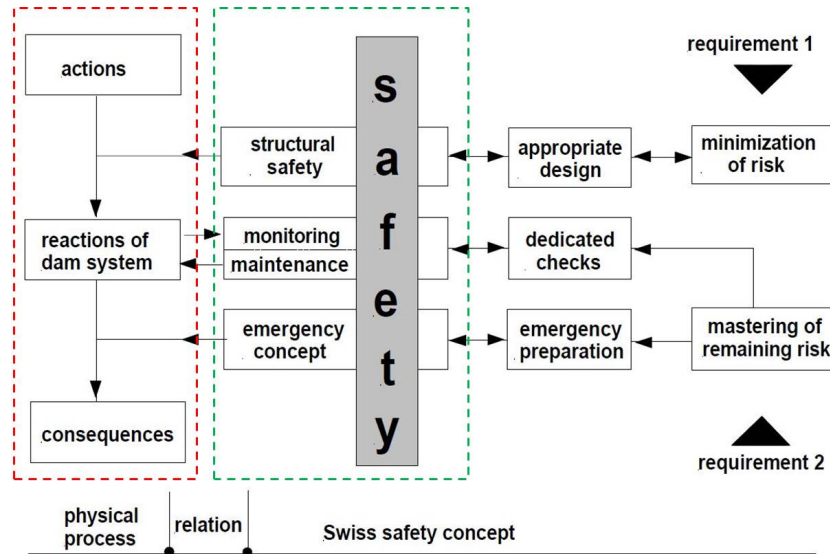 requirement 1
actions
s
a
f
e
t
y
structural
safety
appropriate
design
minimization
of risk
reactions of
dam system
monitoring
maintenance
dedicated
checks
emergency
concept
emergency
preparation
mastering of
remaining risk
consequences
requirement 2
physical
process
relation
Swiss safety concept